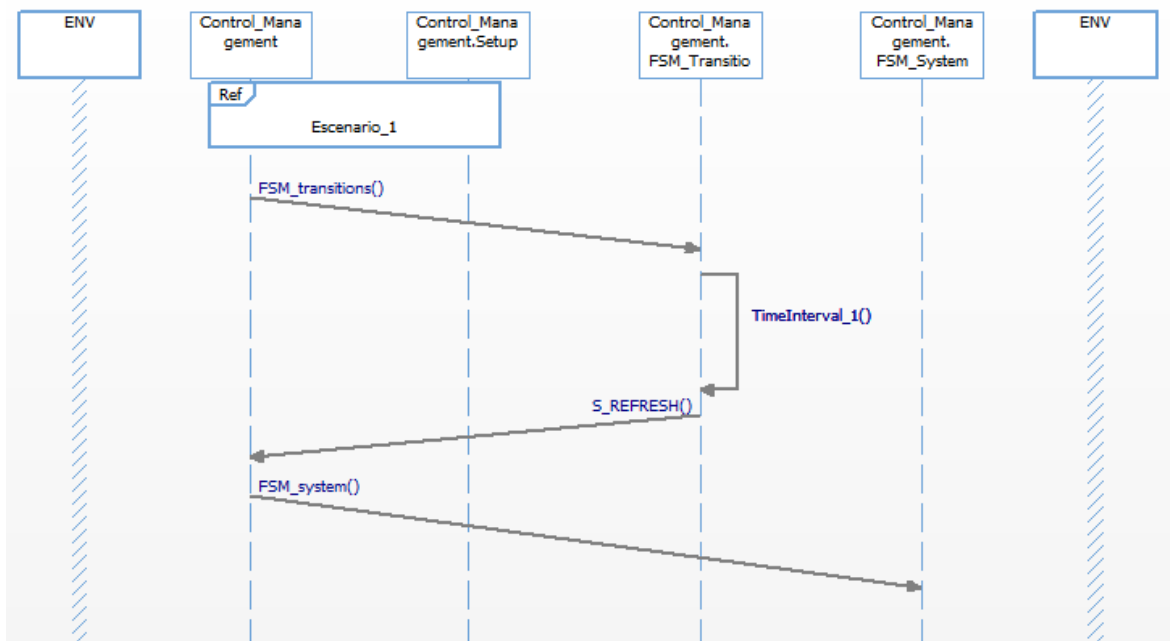 ENV
Control_Mana
gement
Control_Mana
gement.Setup
Control_Mana
gement.
FSM_Transitio
Control_Mana
gement.
FSM_System
ENV
Ref
Escenario_1
FSM_transitions()
TimeInterval_1()
S_REFRESH()
FSM_system()